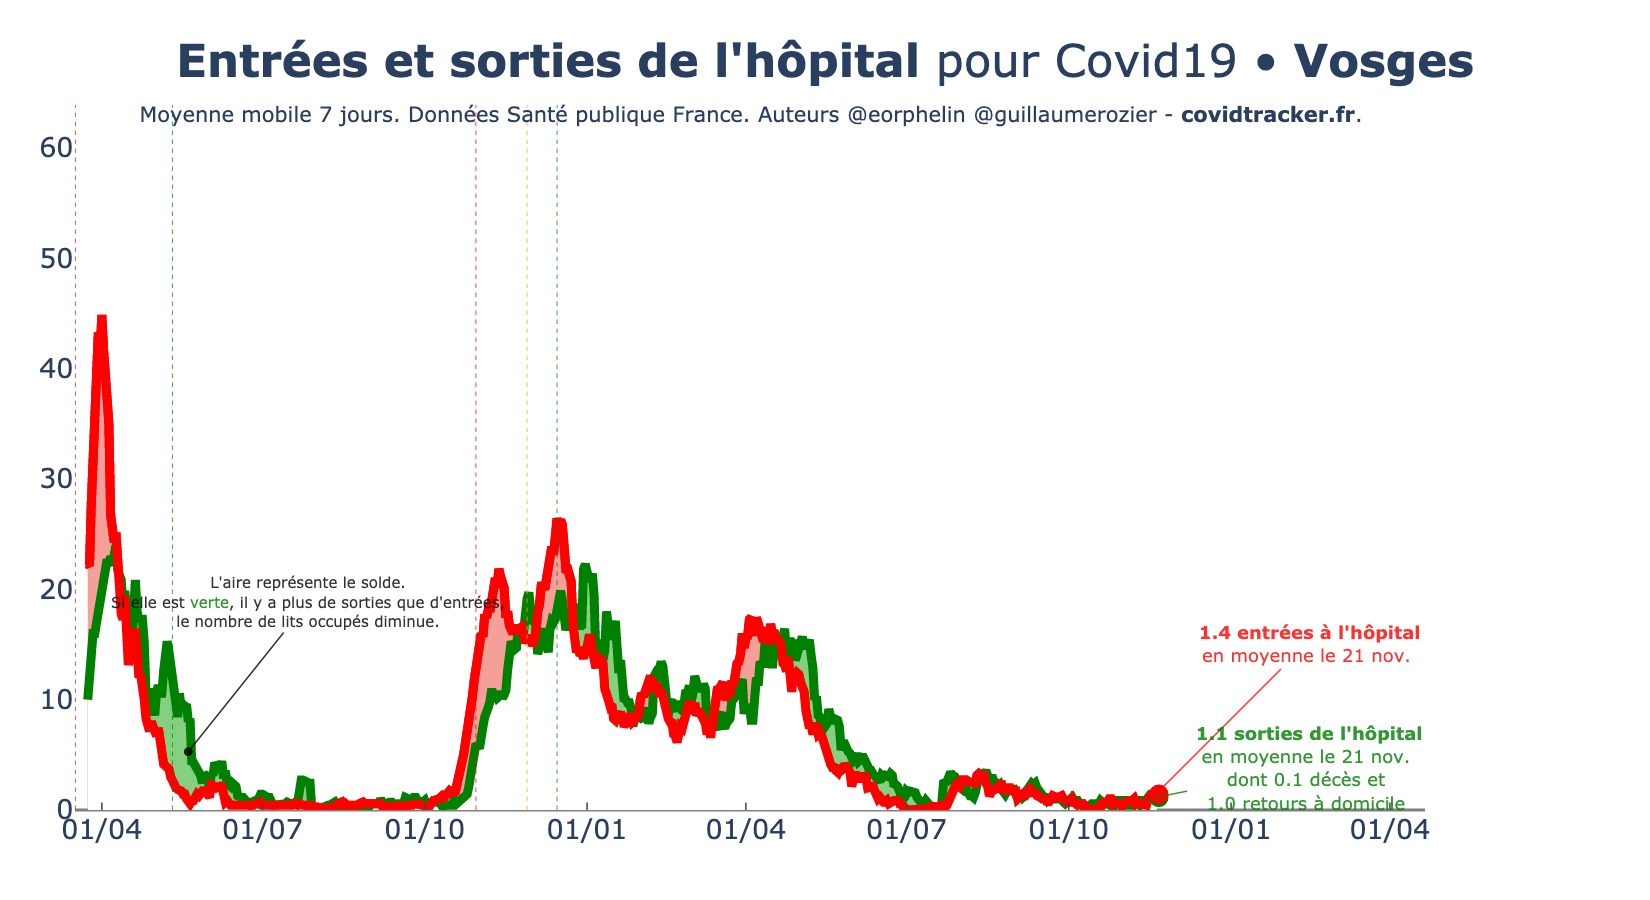 Entrées et sorties de l'hôpital pour Covid19 • Vosges
Moyenne mobile 7 jours. Données Santé publique France. Auteurs @eorphelin @guillaumerozier - covidtracker.fr.
60
50
40
30
20
10
0
L'aire représente le solde.
Si elle est verte, il y a plus de sorties que d'entrées,
le nombre de lits occupés diminue.
1.4 entrées à l'hôpital
en moyenne le 21 nov.
1.1 sorties de l'hôpital
en moyenne le 21 nov.
dont 0.1 décès et
1.0 retours à domicile
01/04 01/07 01/10 01/01 01/04 01/07 01/10 01/01 01/04